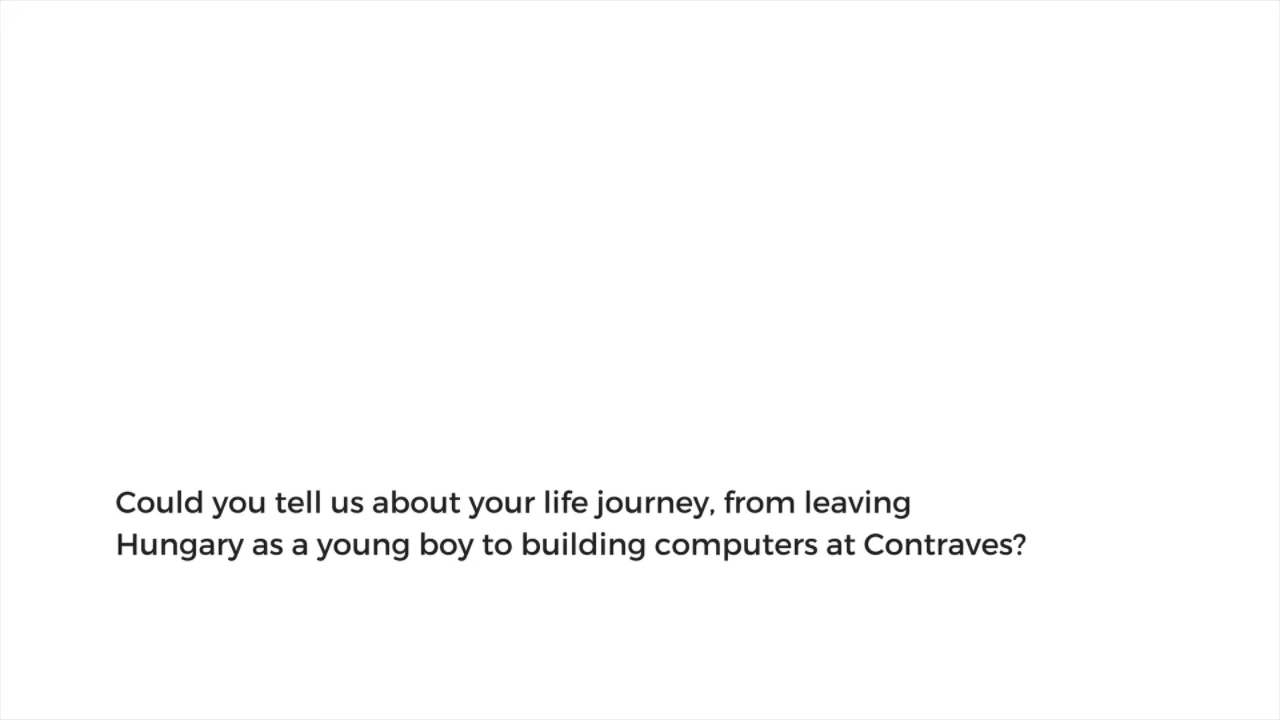 Could you tell us about your life journey, from leaving
Hungary as a young boy to building computers at Contraves?